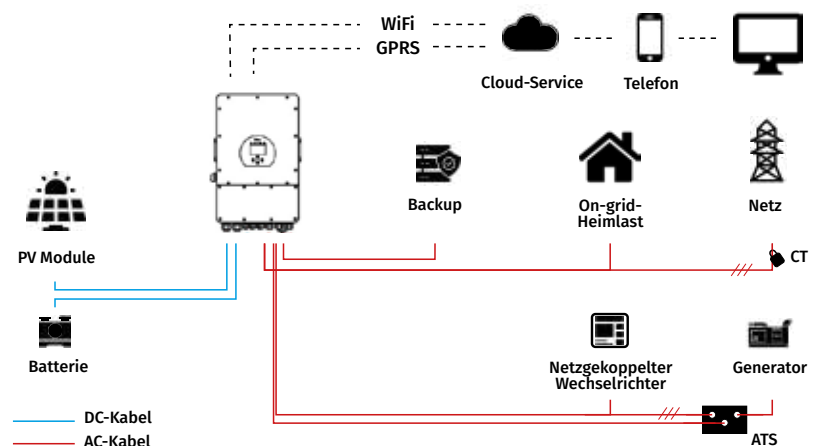 WiFi
GPRS
Cloud-Service
Telefon
Backup
On-grid-
Heimlast
Netz
PV Module
CT
Batterie
Netzgekoppelter
Wechselrichter
Generator
DC-Kabel
AC-Kabel
ATS